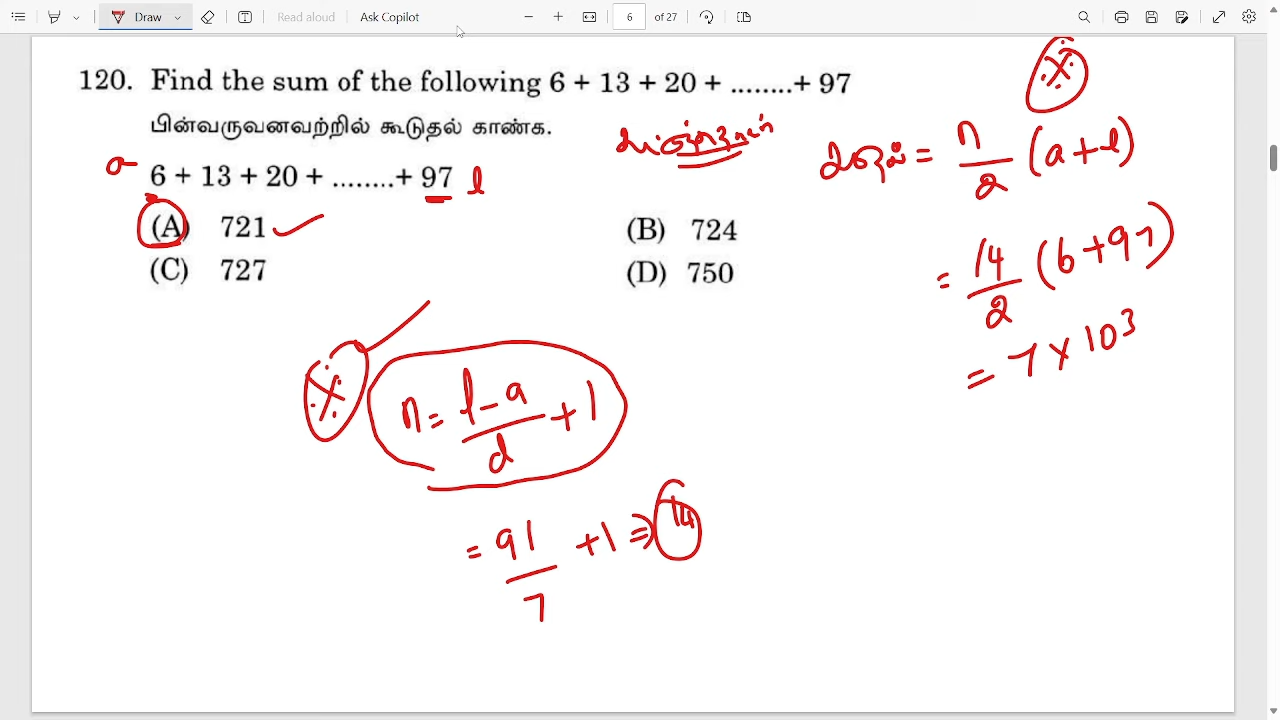 Draw
Read aloud
Ask Copilot
6 of 27
120. Find the sum of the following 6 + 13 + 20 + ........+ 97
பின்வருவனவற்றில் கூடுதல் காண்க.
a
6 + 13 + 20 + ........+ 97 l
(A) 721 (B) 724
(C) 727 (D) 750
n = l - a / d + 1
= 91 / 7 + 1 ⇒ 14
= n / 2 (a + l)
= 14 / 2 (6 + 97)
= 7 × 103